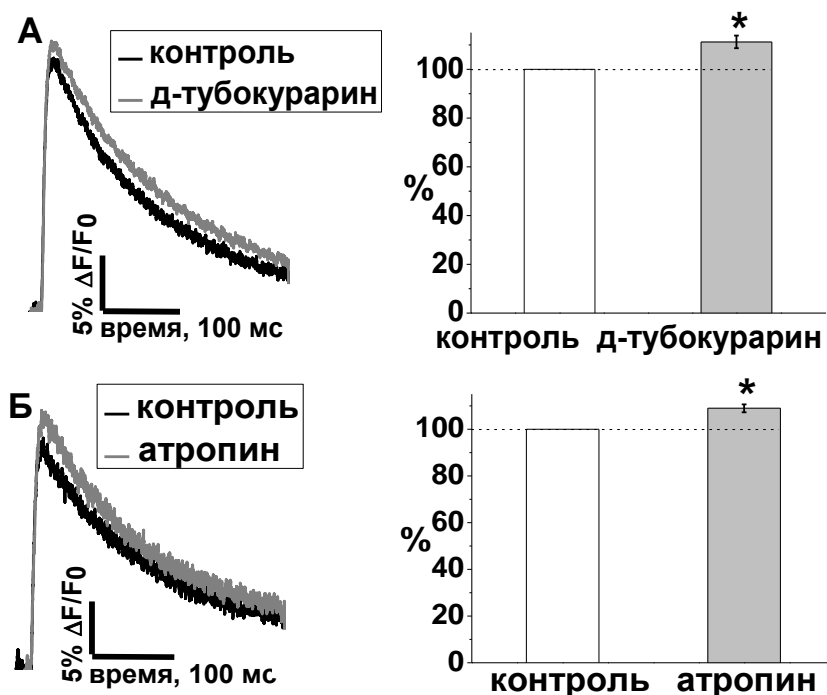 А
контроль
д-тубокурарин
5% ΔF/F0
время, 100 мс
*
100
80
60
40
20
0
%
контроль д-тубокурарин
Б
контроль
атропин
5% ΔF/F0
время, 100 мс
*
100
80
60
40
20
0
%
контроль атропин